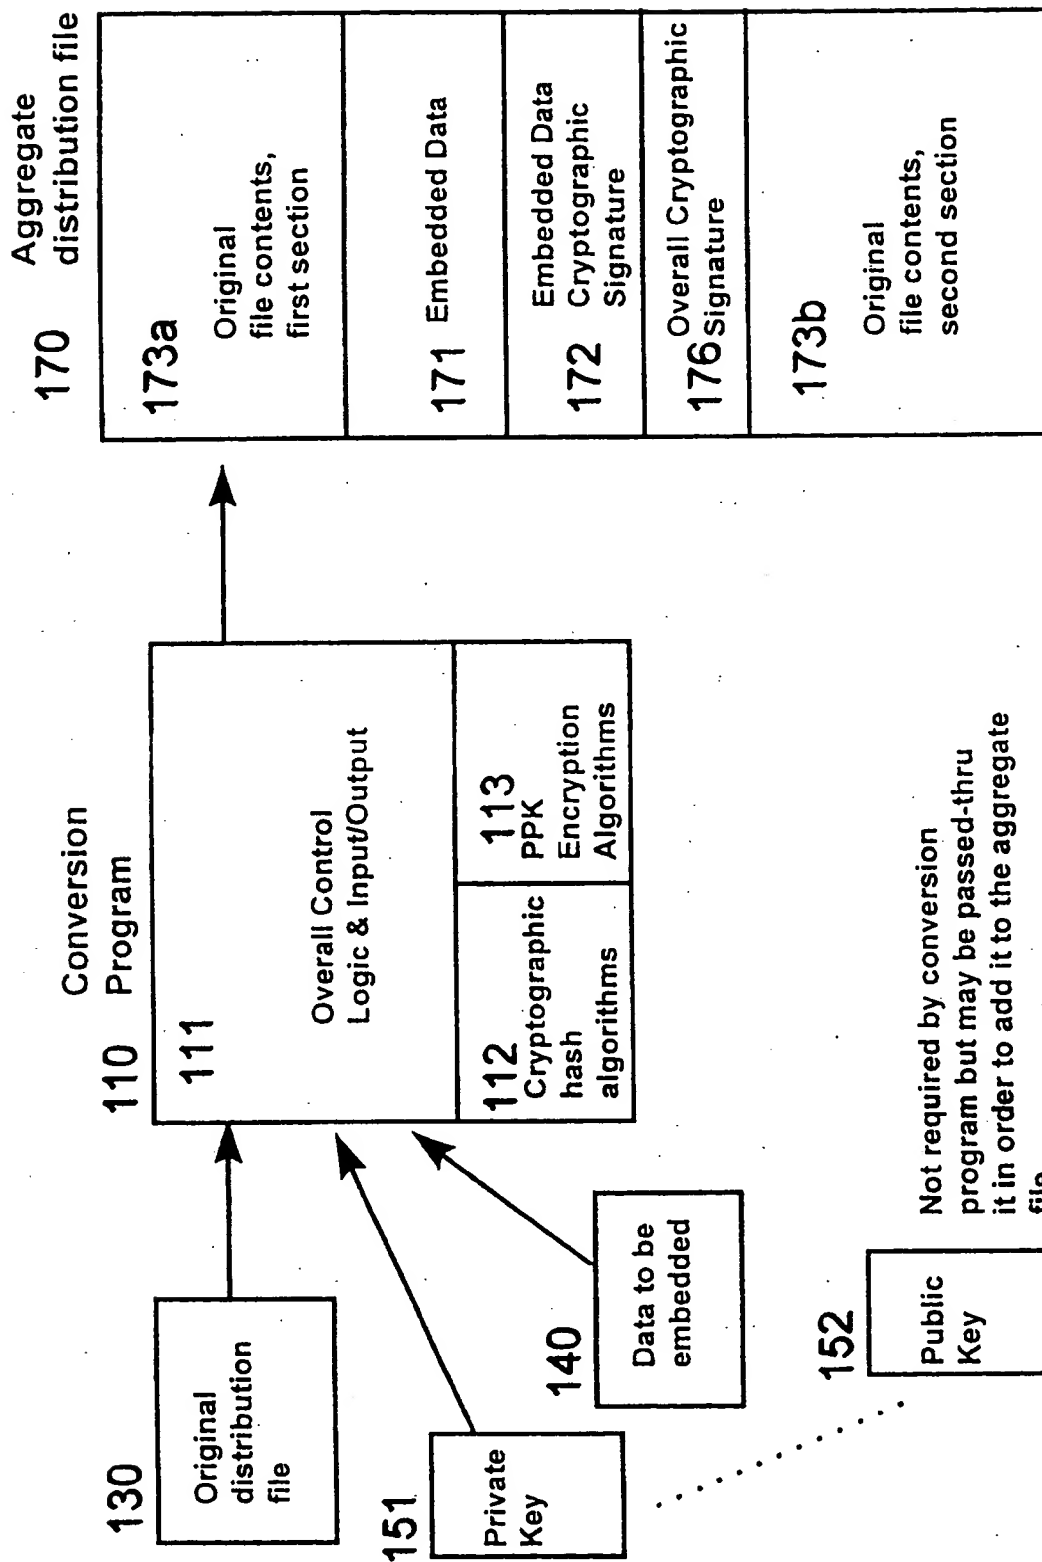 130
Original
distribution
file
151
Private
Key
140
Data to be
embedded
152
Public
Key
Not required by conversion
program but may be passed-thru
it in order to add it to the aggregate
file
Conversion
110 Program
111
Overall Control
Logic & Input/Output
112
Cryptographic
hash
algorithms
113
PPK
Encryption
Algorithms
Aggregate
170 distribution file
173a
Original
file contents,
first section
171 Embedded Data
Embedded Data
Cryptographic
172 Signature
Overall Cryptographic
176 Signature
173b
Original
file contents,
second section